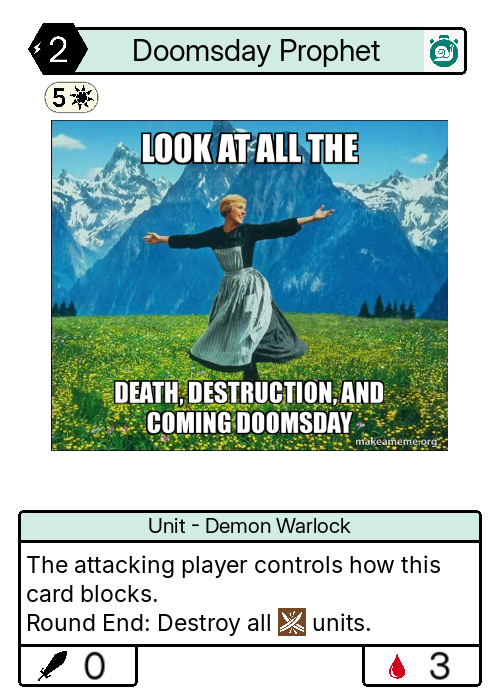 2
Doomsday Prophet
5
LOOK AT ALL THE
DEATH, DESTRUCTION, AND
COMING DOOMSDAY
makeameme.org
Unit - Demon Warlock
The attacking player controls how this
card blocks.
Round End: Destroy all units.
0
3